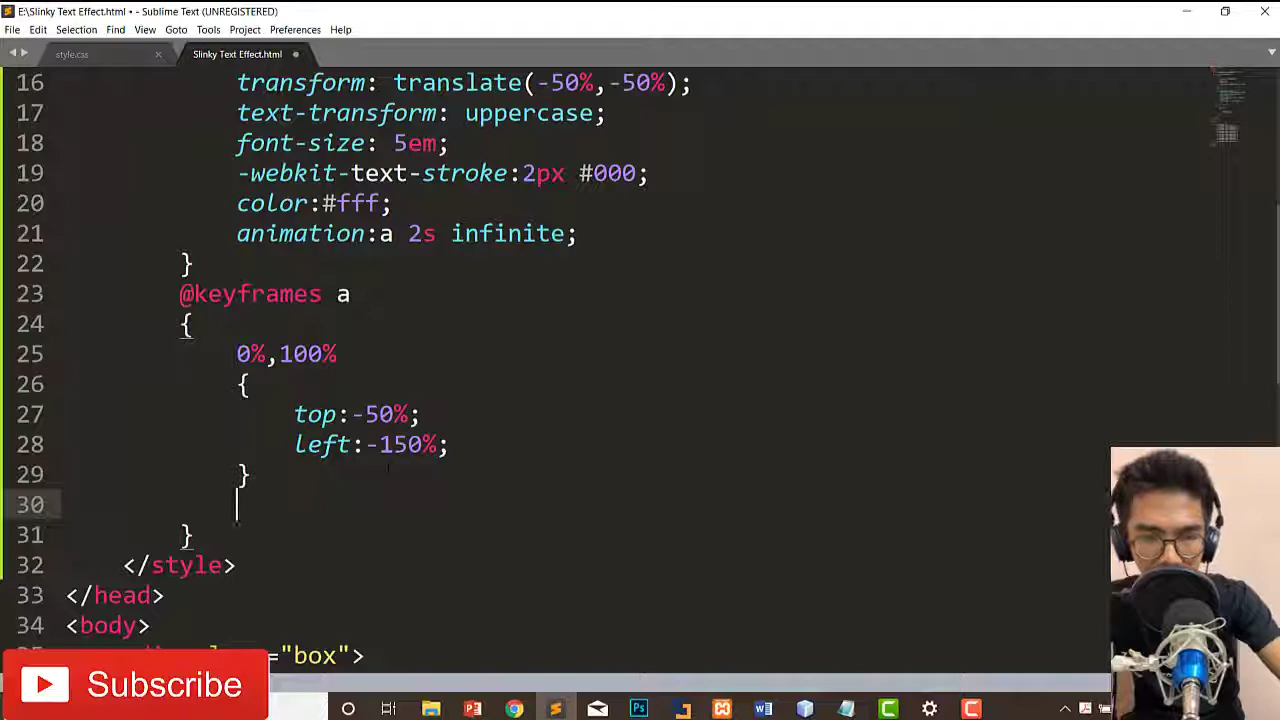 E:\Slinky Text Effect.html • - Sublime Text (UNREGISTERED)
File Edit Selection Find View Goto Tools Project Preferences Help
style.css Slinky Text Effect.html
16 transform: translate(-50%,-50%);
17 text-transform: uppercase;
18 font-size: 5em;
19 -webkit-text-stroke:2px #000;
20 color:#fff;
21 animation:a 2s infinite;
22 }
23 @keyframes a
24 {
25 0%,100%
26 {
27 top:-50%;
28 left:-150%;
29 }
30
31 }
32 </style>
33 </head>
34 <body>
="box">
Subscribe